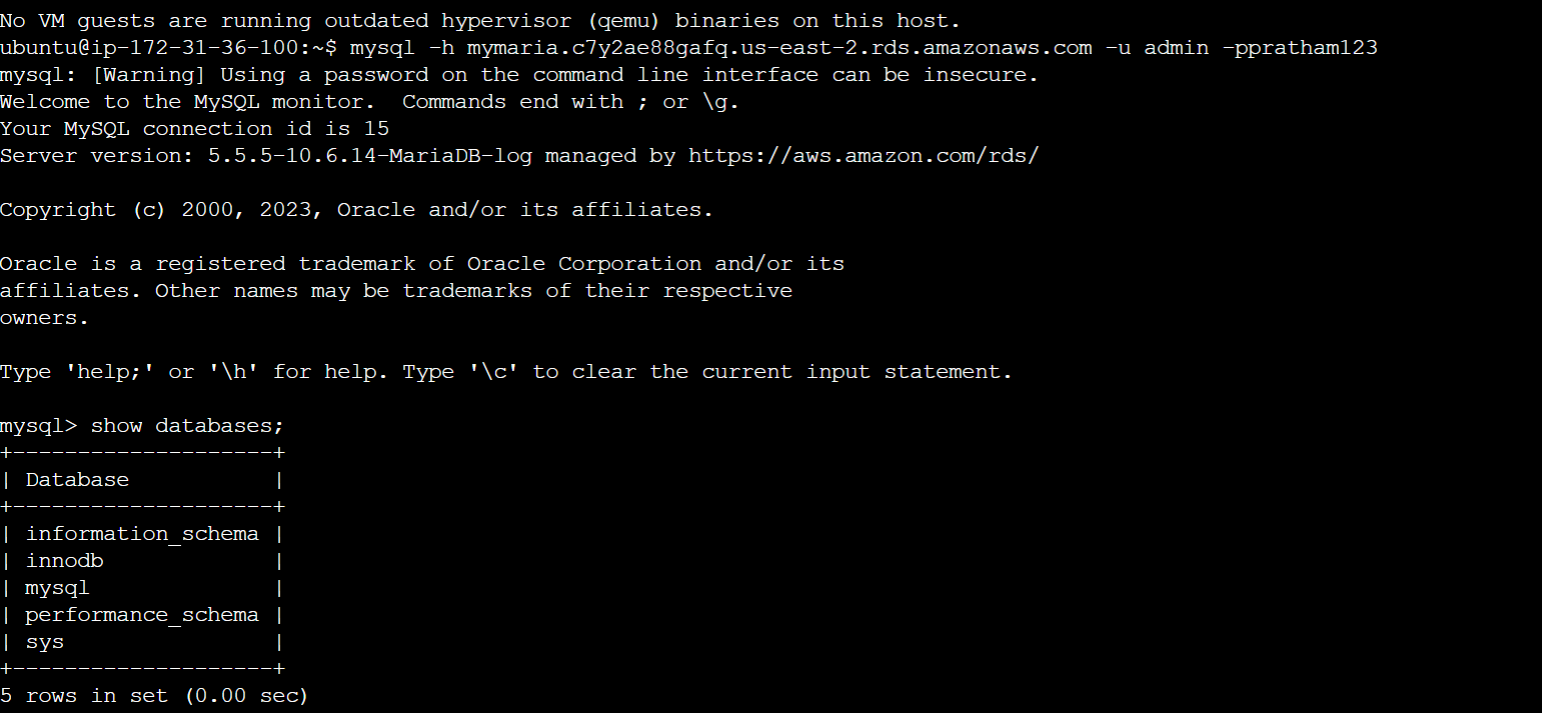 No VM guests are running outdated hypervisor (qemu) binaries on this host.
ubuntu@ip-172-31-36-100:~$ mysql -h mymaria.c7y2ae88gafq.us-east-2.rds.amazonaws.com -u admin -ppratham123
mysql: [Warning] Using a password on the command line interface can be insecure.
Welcome to the MySQL monitor.  Commands end with ; or \g.
Your MySQL connection id is 15
Server version: 5.5.5-10.6.14-MariaDB-log managed by https://aws.amazon.com/rds/

Copyright (c) 2000, 2023, Oracle and/or its affiliates.

Oracle is a registered trademark of Oracle Corporation and/or its
affiliates. Other names may be trademarks of their respective
owners.

Type 'help;' or '\h' for help. Type '\c' to clear the current input statement.

mysql> show databases;
+--------------------+
| Database           |
+--------------------+
| information_schema |
| innodb             |
| mysql              |
| performance_schema |
| sys                |
+--------------------+
5 rows in set (0.00 sec)